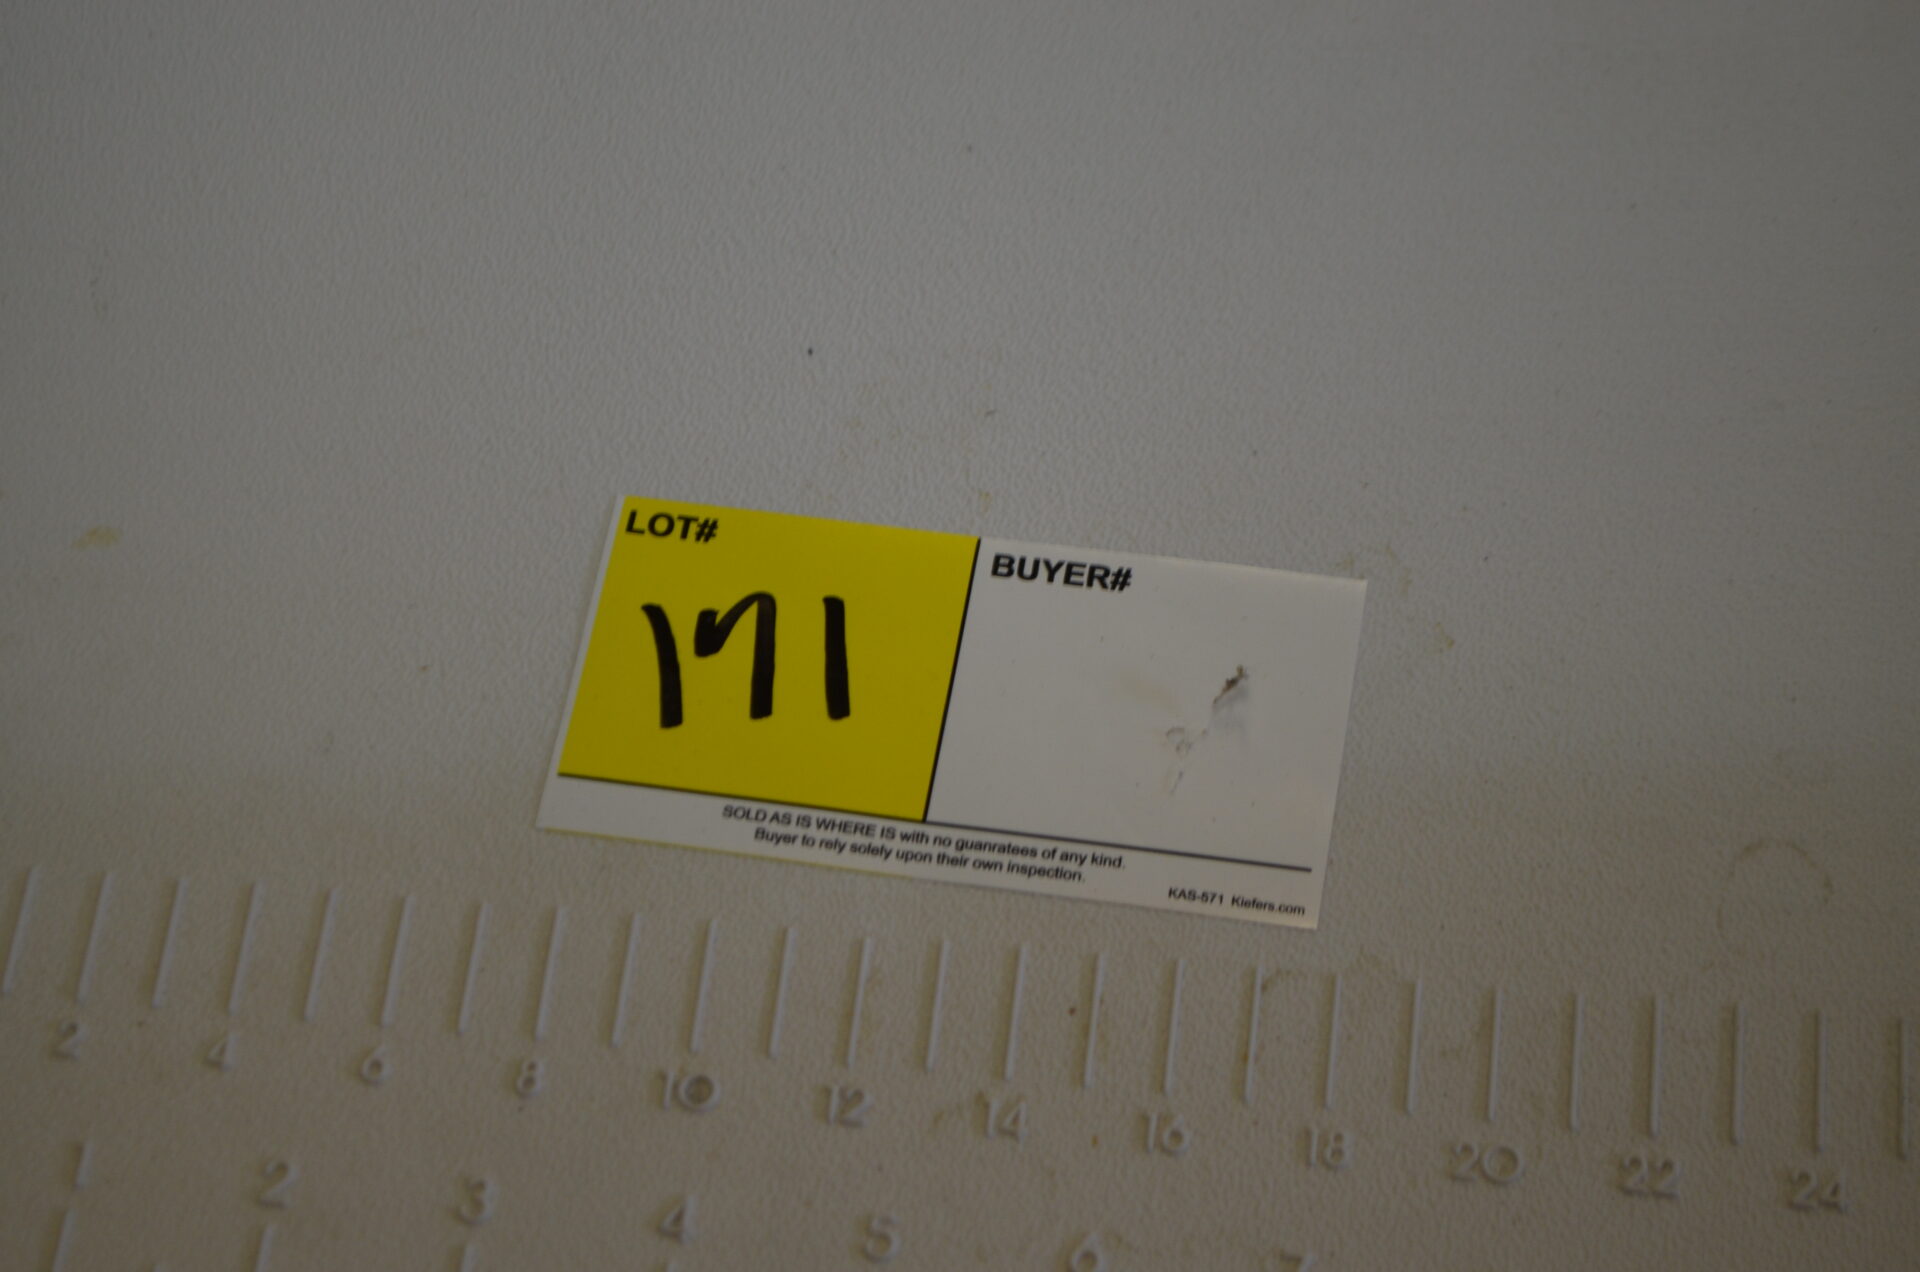 LOT#
171
BUYER#
SOLD AS IS WHERE IS with no guanratees of any kind.
Buyer to rely solely upon their own inspection.
KAS-571 Kiefers.com
2 4 6 8 10 12 14 16 18 20 22 24
1 2 3 4 5 6 7